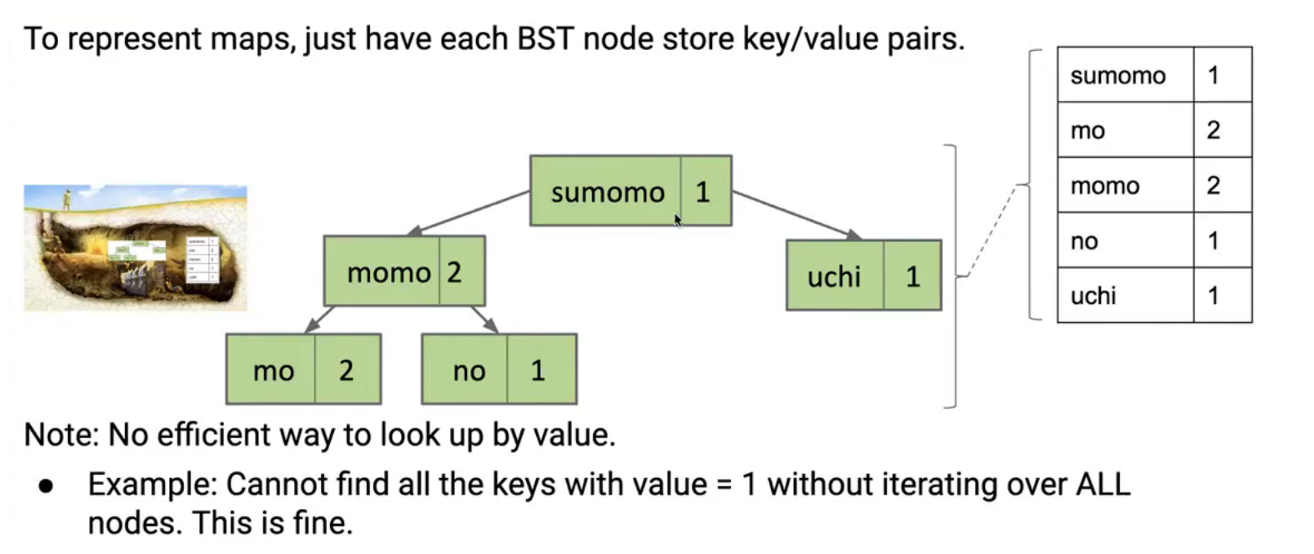 To represent maps, just have each BST node store key/value pairs.
sumomo 1
momo 2
uchi 1
mo 2
no 1
sumomo 1
mo 2
momo 2
no 1
uchi 1
Note: No efficient way to look up by value.
● Example: Cannot find all the keys with value = 1 without iterating over ALL
nodes. This is fine.